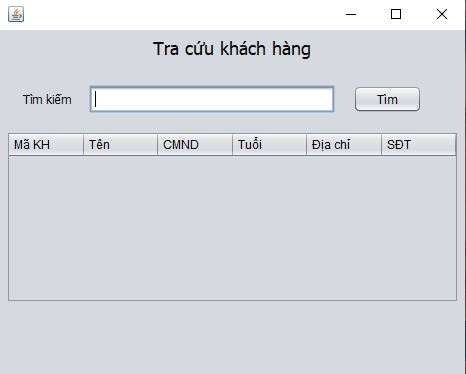 Tra cứu khách hàng
Tìm kiếm Tìm
Mã KH Tên CMND Tuổi Địa chỉ SĐT